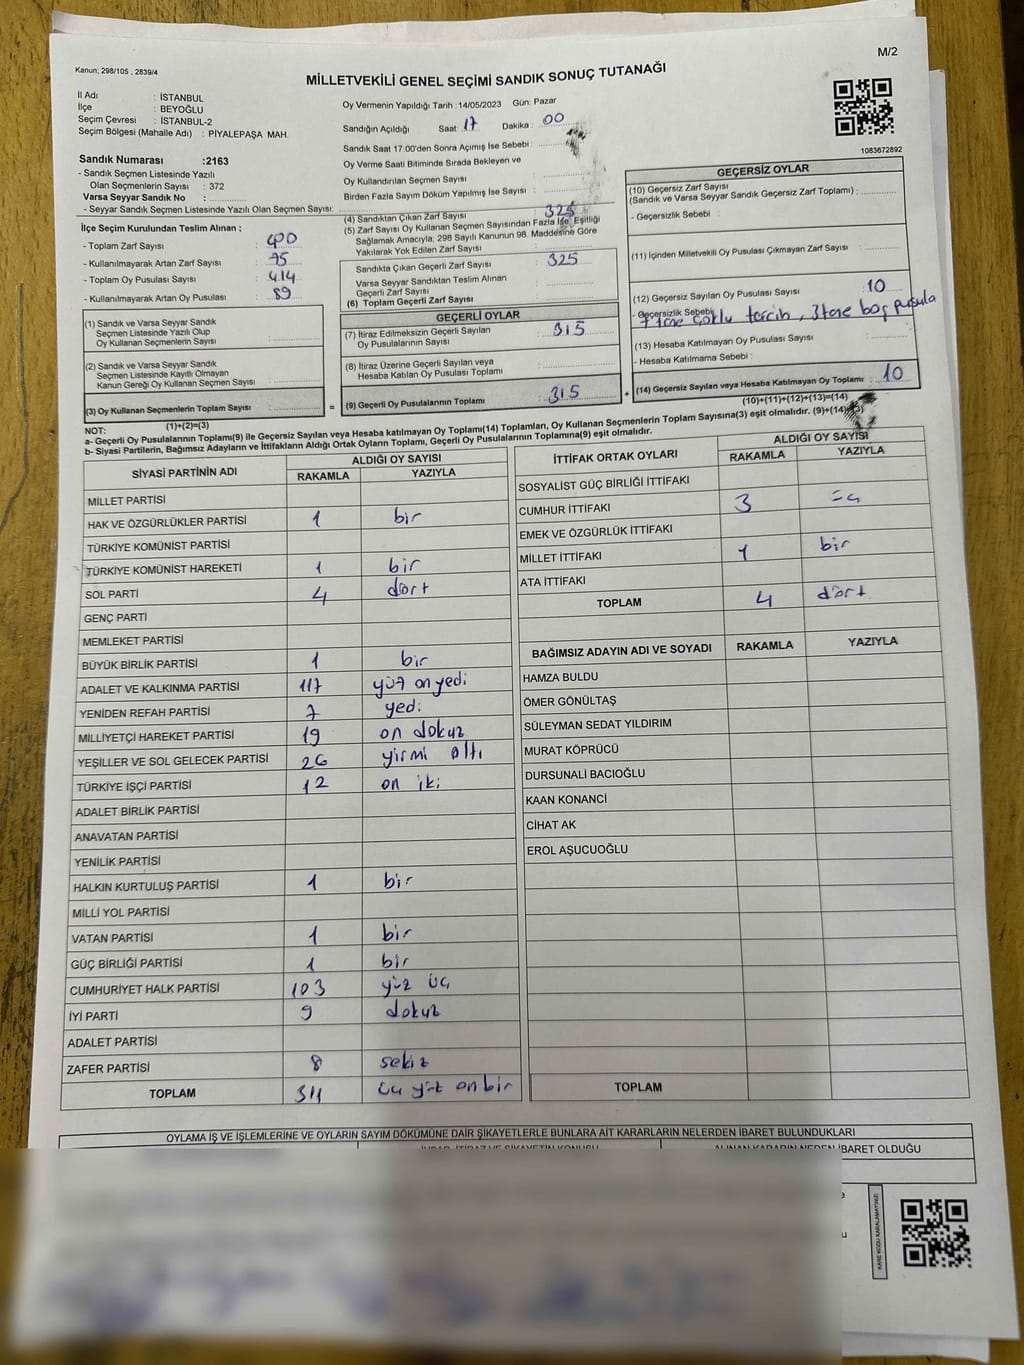 M/2
Kanun; 298/105 , 2839/4
MİLLETVEKİLİ GENEL SEÇİMİ SANDIK SONUÇ TUTANAĞI
İl Adı : İSTANBUL
İlçe : BEYOĞLU
Seçim Çevresi : İSTANBUL-2
Seçim Bölgesi (Mahalle Adı) : PİYALEPAŞA MAH.
Sandık Numarası :2163
- Sandık Seçmen Listesinde Yazılı
Olan Seçmenlerin Sayısı : 372
Varsa Seyyar Sandık No :
- Seyyar Sandık Seçmen Listesinde Yazılı Olan Seçmen Sayısı:
Oy Vermenin Yapıldığı Tarih :14/05/2023 Gün: Pazar
Sandığın Açıldığı Saat: 17 Dakika : 00
Sandık Saat 17:00'den Sonra Açımış İse Sebebi :
Oy Verme Saati Bitiminde Sırada Bekleyen ve
Oy Kullandırılan Seçmen Sayısı :
Birden Fazla Sayım Döküm Yapılmış İse Sayısı :
1083672892
İlçe Seçim Kurulundan Teslim Alınan ;
- Toplam Zarf Sayısı : 400
- Kullanılmayarak Artan Zarf Sayısı : 75
- Toplam Oy Pusulası Sayısı : 414
- Kullanılmayarak Artan Oy Pusulası : 89
(4) Sandıktan Çıkan Zarf Sayısı : 325
(5) Zarf Sayısı Oy Kullanan Seçmen Sayısından Fazla İse, Eşitliği
Sağlamak Amacıyla, 298 Sayılı Kanunun 98. Maddesine Göre
Yakılarak Yok Edilen Zarf Sayısı :
Sandıkta Çıkan Geçerli Zarf Sayısı : 325
Varsa Seyyar Sandıktan Teslim Alınan
Geçerli Zarf Sayısı :
(6) Toplam Geçerli Zarf Sayısı :
GEÇERSİZ OYLAR
(10) Geçersiz Zarf Sayısı
(Sandık ve Varsa Seyyar Sandık Geçersiz Zarf Toplamı) :
- Geçersizlik Sebebi :
(11) İçinden Milletvekili Oy Pusulası Çıkmayan Zarf Sayısı :
(12) Geçersiz Sayılan Oy Pusulası Sayısı : 10
- Geçersizlik Sebebi: 7 tane çoklu tercih, 3 tane boş pusula
(13) Hesaba Katılmayan Oy Pusulası Sayısı :
- Hesaba Katılmama Sebebi :
(14) Geçersiz Sayılan veya Hesaba Katılmayan Oy Toplamı : 10
(1) Sandık ve Varsa Seyyar Sandık
Seçmen Listesinde Yazılı Olup
Oy Kullanan Seçmenlerin Sayısı :
(2) Sandık ve Varsa Seyyar Sandık
Seçmen Listesinde Kayıtlı Olmayan
Kanun Gereği Oy Kullanan Seçmen Sayısı :
(3) Oy Kullanan Seçmenlerin Toplam Sayısı : =
GEÇERLİ OYLAR
(7) İtiraz Edilmeksizin Geçerli Sayılan
Oy Pusulalarının Sayısı : 315
(8) İtiraz Üzerine Geçerli Sayılan veya
Hesaba Katılan Oy Pusulası Toplamı :
(9) Geçerli Oy Pusulalarının Toplamı : 315 +
(1)+(2)=(3)
(10)+(11)+(12)+(13)=(14)
NOT:
a- Geçerli Oy Pusulalarının Toplamı(9) ile Geçersiz Sayılan veya Hesaba katılmayan Oy Toplamı(14) Toplamları, Oy Kullanan Seçmenlerin Toplam Sayısına(3) eşit olmalıdır. (9)+(14)=(3)
b- Siyasi Partilerin, Bağımsız Adayların ve İttifakların Aldığı Ortak Oyların Toplamı, Geçerli Oy Pusulalarının Toplamına(9) eşit olmalıdır.
SİYASİ PARTİNİN ADI ALDIĞI OY SAYISI
RAKAMLA YAZIYLA
MİLLET PARTİSİ
HAK VE ÖZGÜRLÜKLER PARTİSİ 1 bir
TÜRKİYE KOMÜNİST PARTİSİ
TÜRKİYE KOMÜNİST HAREKETİ 1 bir
SOL PARTİ 4 dört
GENÇ PARTİ
MEMLEKET PARTİSİ
BÜYÜK BİRLİK PARTİSİ 1 bir
ADALET VE KALKINMA PARTİSİ 117 yüz on yedi
YENİDEN REFAH PARTİSİ 7 yedi
MİLLİYETÇİ HAREKET PARTİSİ 19 on dokuz
YEŞİLLER VE SOL GELECEK PARTİSİ 26 yirmi altı
TÜRKİYE İŞÇİ PARTİSİ 12 on iki
ADALET BİRLİK PARTİSİ
ANAVATAN PARTİSİ
YENİLİK PARTİSİ
HALKIN KURTULUŞ PARTİSİ 1 bir
MİLLİ YOL PARTİSİ
VATAN PARTİSİ 1 bir
GÜÇ BİRLİĞİ PARTİSİ 1 bir
CUMHURİYET HALK PARTİSİ 103 yüz üç
İYİ PARTİ 9 dokuz
ADALET PARTİSİ
ZAFER PARTİSİ 8 sekiz
TOPLAM 311 üç yüz on bir
İTTİFAK ORTAK OYLARI ALDIĞI OY SAYISI
RAKAMLA YAZIYLA
SOSYALİST GÜÇ BİRLİĞİ İTTİFAKI
CUMHUR İTTİFAKI 3 üç
EMEK VE ÖZGÜRLÜK İTTİFAKI
MİLLET İTTİFAKI 1 bir
ATA İTTİFAKI
TOPLAM 4 dört
BAĞIMSIZ ADAYIN ADI VE SOYADI RAKAMLA YAZIYLA
HAMZA BULDU
ÖMER GÖNÜLTAŞ
SÜLEYMAN SEDAT YILDIRIM
MURAT KÖPRÜCÜ
DURSUNALİ BACIOĞLU
KAAN KONANCİ
CİHAT AK
EROL AŞUCUOĞLU
TOPLAM
OYLAMA İŞ VE İŞLEMLERİNE VE OYLARIN SAYIM DÖKÜMÜNE DAİR ŞİKAYETLERLE BUNLARA AİT KARARLARIN NELERDEN İBARET BULUNDUKLARI
İBARET OLDUĞU
KARE KODU KARALAMAYINIZ!